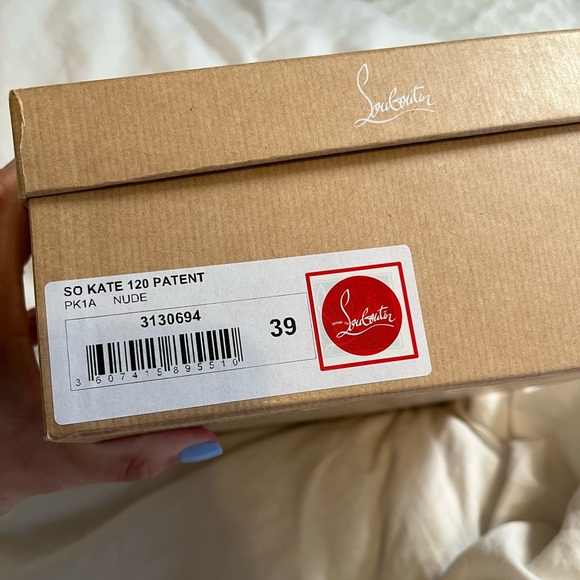 Louboutin
SO KATE 120 PATENT
PK1A NUDE
3130694
39
3 607415 895510
Louboutin